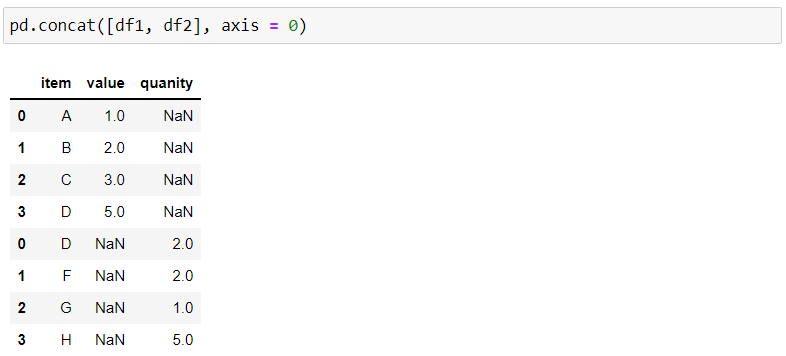 pd.concat([df1, df2], axis = 0)
item value quanity
0 A 1.0 NaN
1 B 2.0 NaN
2 C 3.0 NaN
3 D 5.0 NaN
0 D NaN 2.0
1 F NaN 2.0
2 G NaN 1.0
3 H NaN 5.0